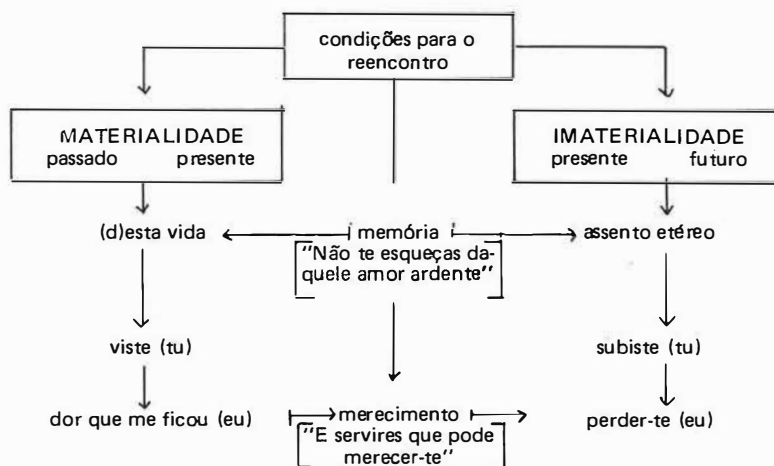 condições para o
reencontro
MATERIALIDADE
passado presente
IMATERIALIDADE
presente futuro
(d)esta vida
memória
assento etéreo
"Não te esqueças da-
quele amor ardente"
viste (tu)
subiste (tu)
dor que me ficou (eu)
merecimento
perder-te (eu)
"E servires que pode
merecer-te"